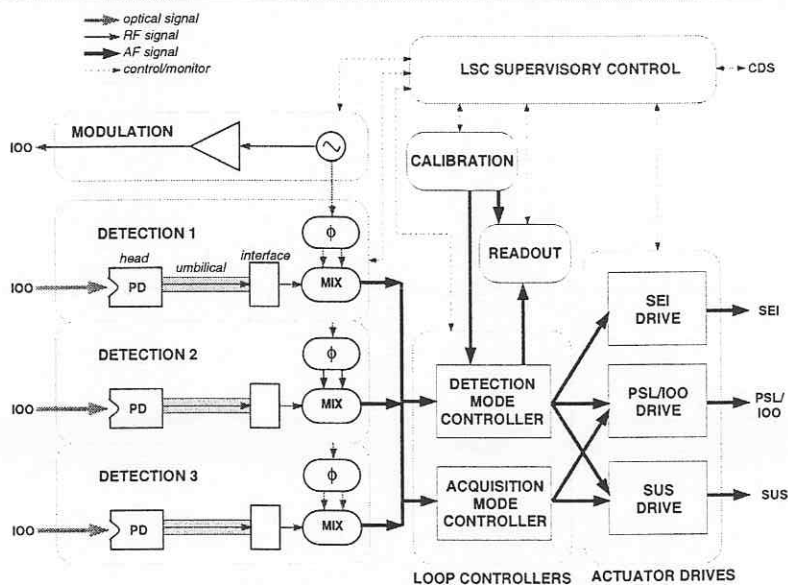 optical signal
RF signal
AF signal
control/monitor
LSC SUPERVISORY CONTROL
CDS
MODULATION
IOO
CALIBRATION
READOUT
DETECTION 1
head
umbilical
interface
IOO
PD
ϕ
MIX
DETECTION 2
IOO
PD
ϕ
MIX
DETECTION 3
IOO
PD
ϕ
MIX
DETECTION
MODE
CONTROLLER
ACQUISITION
MODE
CONTROLLER
SEI
DRIVE
SEI
PSL/IOO
DRIVE
PSL/
IOO
SUS
DRIVE
SUS
LOOP CONTROLLERS
ACTUATOR DRIVES